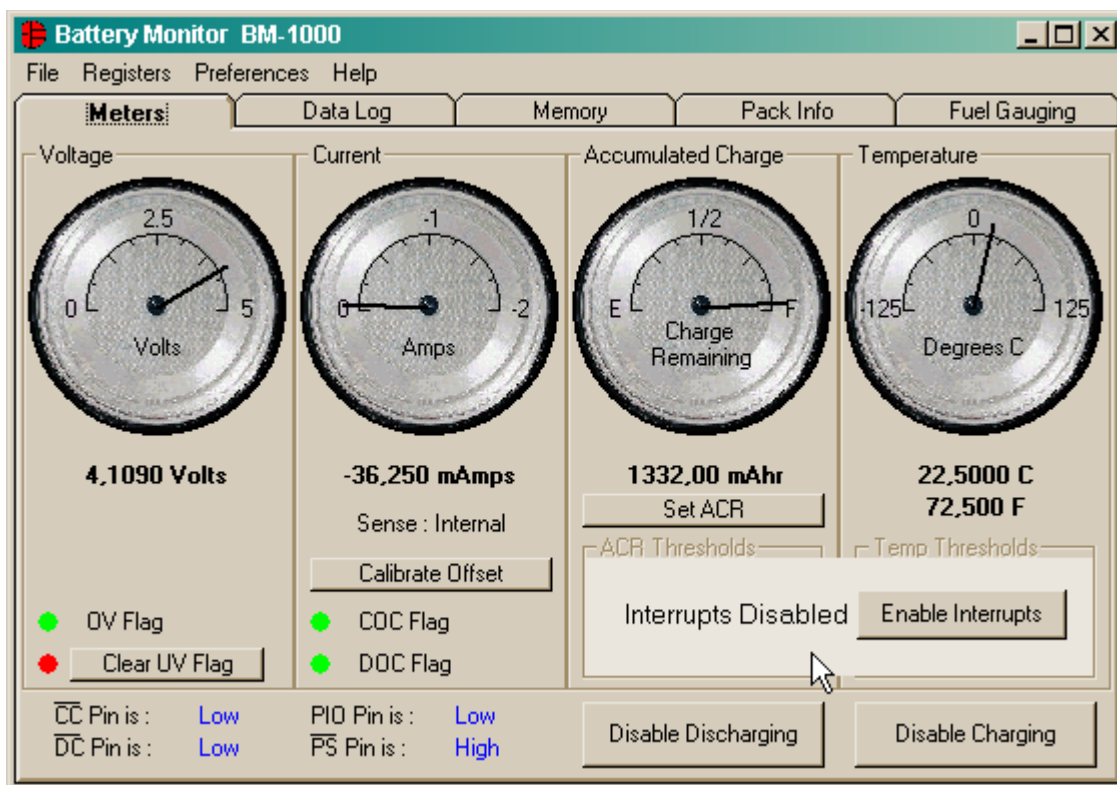 Battery Monitor BM-1000
File Registers Preferences Help
Meters Data Log Memory Pack Info Fuel Gauging
Voltage
2.5
0 5
Volts
4,1090 Volts
OV Flag
Clear UV Flag
Current
-1
0 -2
Amps
-36,250 mAmps
Sense : Internal
Calibrate Offset
COC Flag
DOC Flag
Accumulated Charge
1/2
E F
Charge
Remaining
1332,00 mAhr
Set ACR
ACR Thresholds
Temperature
0
-125 125
Degrees C
22,5000 C
72,500 F
Temp Thresholds
Interrupts Disabled Enable Interrupts
CC Pin is : Low
DC Pin is : Low
PIO Pin is : Low
PS Pin is : High
Disable Discharging
Disable Charging